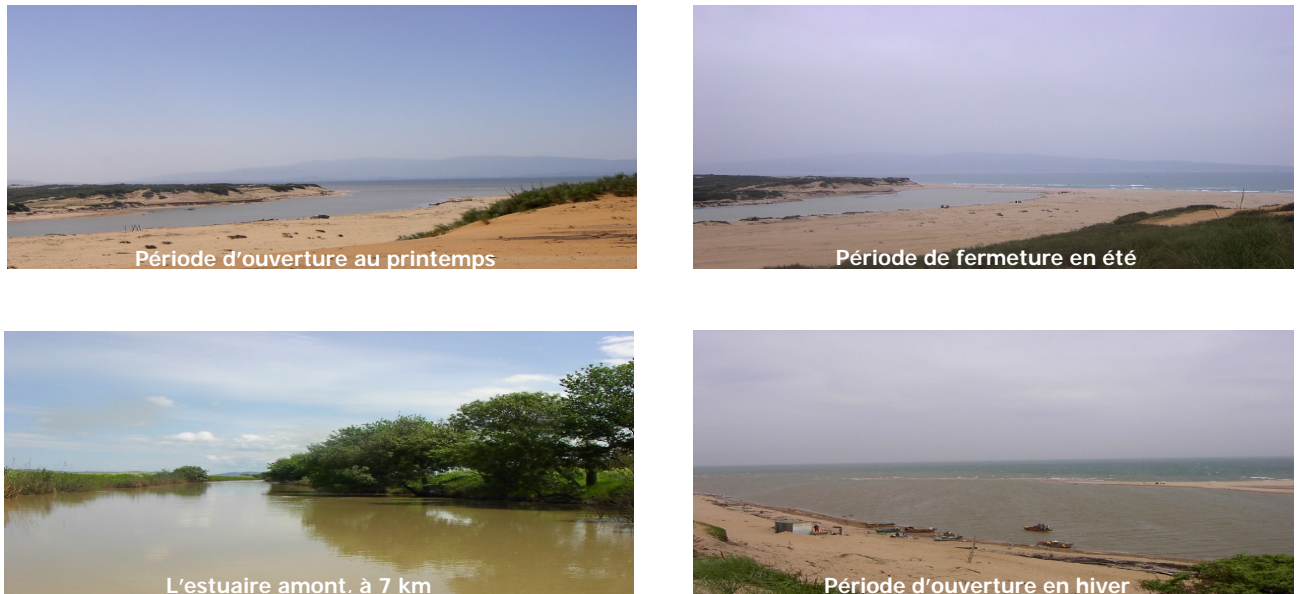 Période d'ouverture au printemps
Période de fermeture en été
L'estuaire amont, à 7 km
Période d'ouverture en hiver